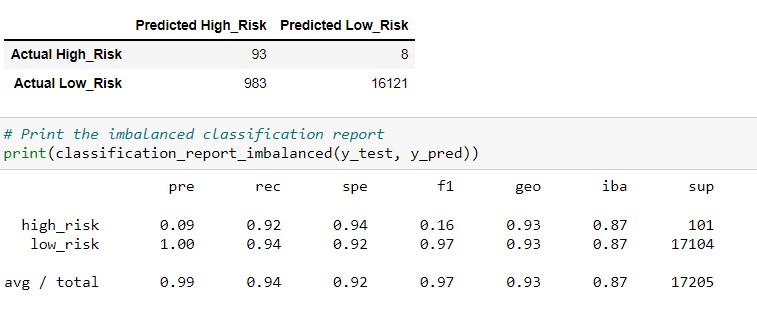 Predicted High_Risk Predicted Low_Risk
Actual High_Risk 93 8
Actual Low_Risk 983 16121
# Print the imbalanced classification report
print(classification_report_imbalanced(y_test, y_pred))
pre rec spe f1 geo iba sup
high_risk 0.09 0.92 0.94 0.16 0.93 0.87 101
low_risk 1.00 0.94 0.92 0.97 0.93 0.87 17104
avg / total 0.99 0.94 0.92 0.97 0.93 0.87 17205